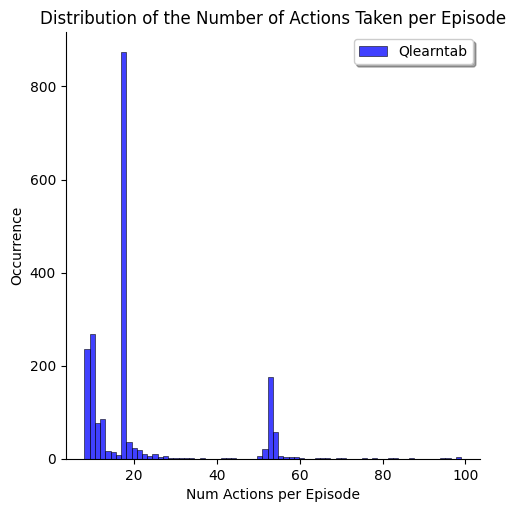 Distribution of the Number of Actions Taken per Episode
Qlearntab
800
600
400
200
0
Occurrence
20
40
60
80
100
Num Actions per Episode